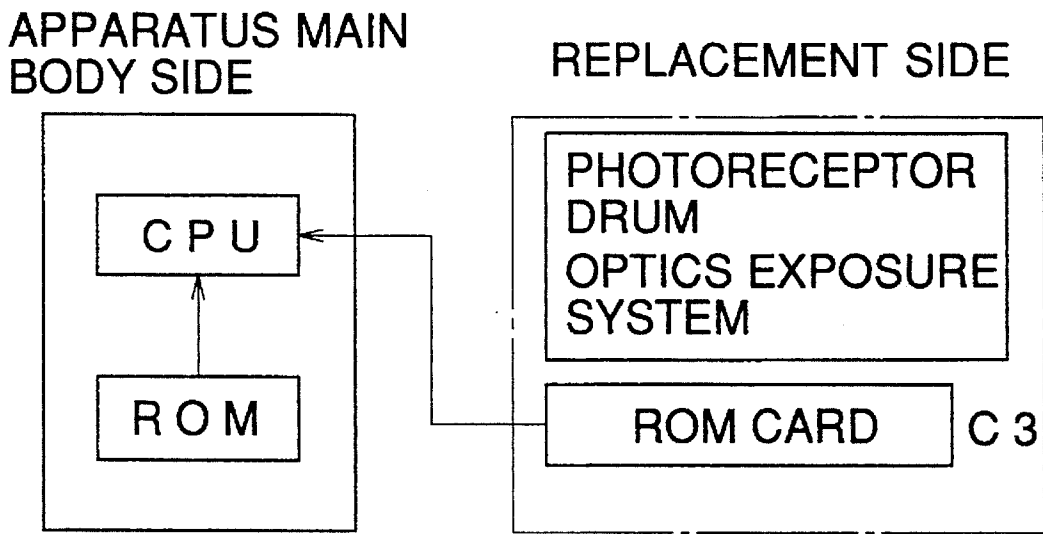 APPARATUS MAIN
BODY SIDE
CPU
ROM
REPLACEMENT SIDE
PHOTORECEPTOR
DRUM
OPTICS EXPOSURE
SYSTEM
ROM CARD
C3